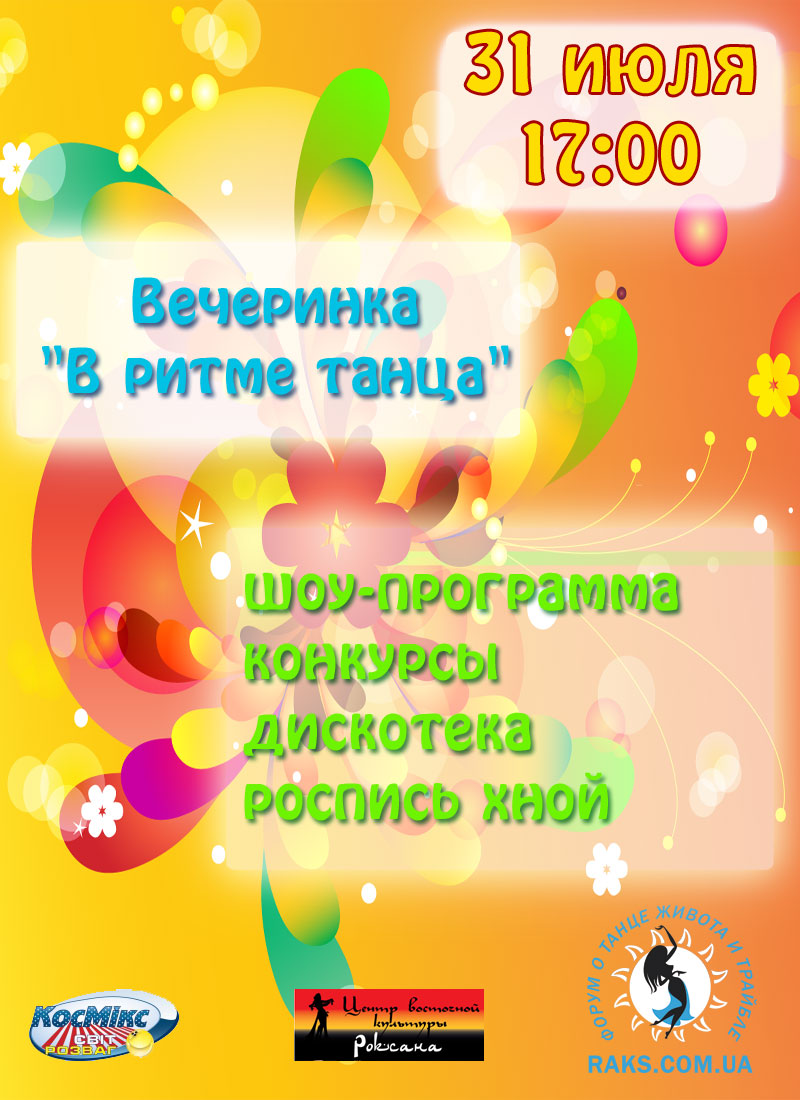 31 июля
17:00
Вечеринка
"В ритме танца"
шоу-программа
конкурсы
дискотека
роспись хной
КосМікс
СВІТ
РОЗВАГ
Центр восточной
культуры
Роксана
ФОРУМ О ТАНЦЕ ЖИВОТА И ТРАЙБЛЕ
RAKS.COM.UA